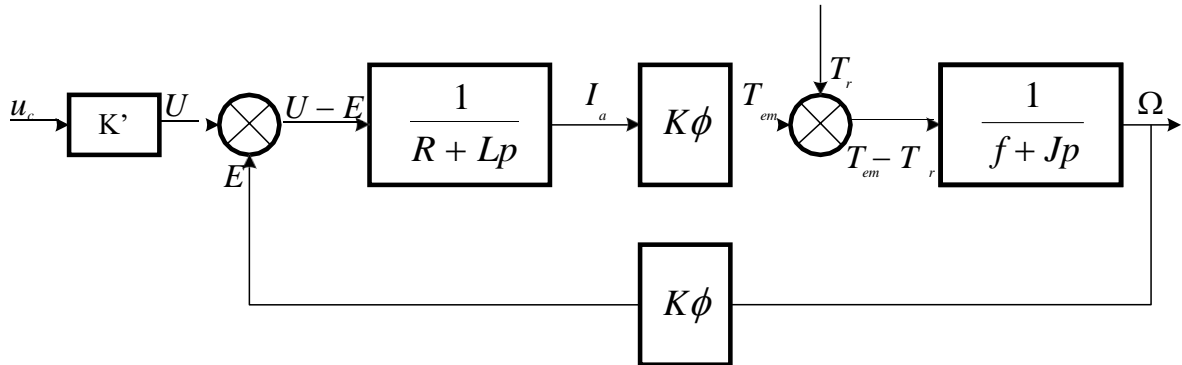 u_c
K'
U
U – E
1
R + Lp
I_a
Kϕ
T_em
T_r
T_em – T_r
1
f + Jp
Ω
E
Kϕ